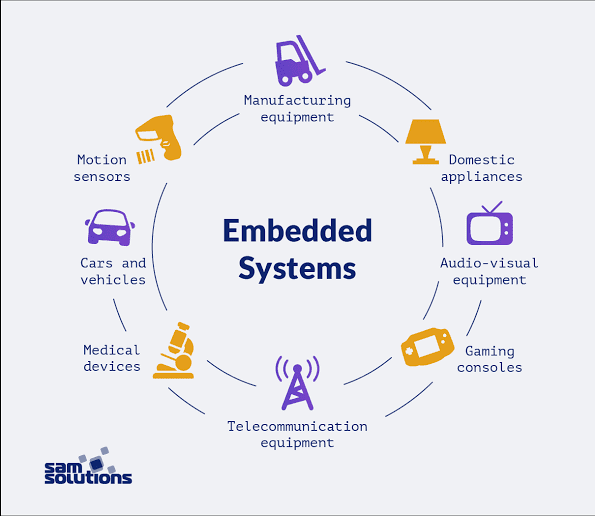 Manufacturing
equipment
Domestic
appliances
Audio-visual
equipment
Gaming
consoles
Telecommunication
equipment
Medical
devices
Cars and
vehicles
Motion
sensors
Embedded
Systems
sam
solutions